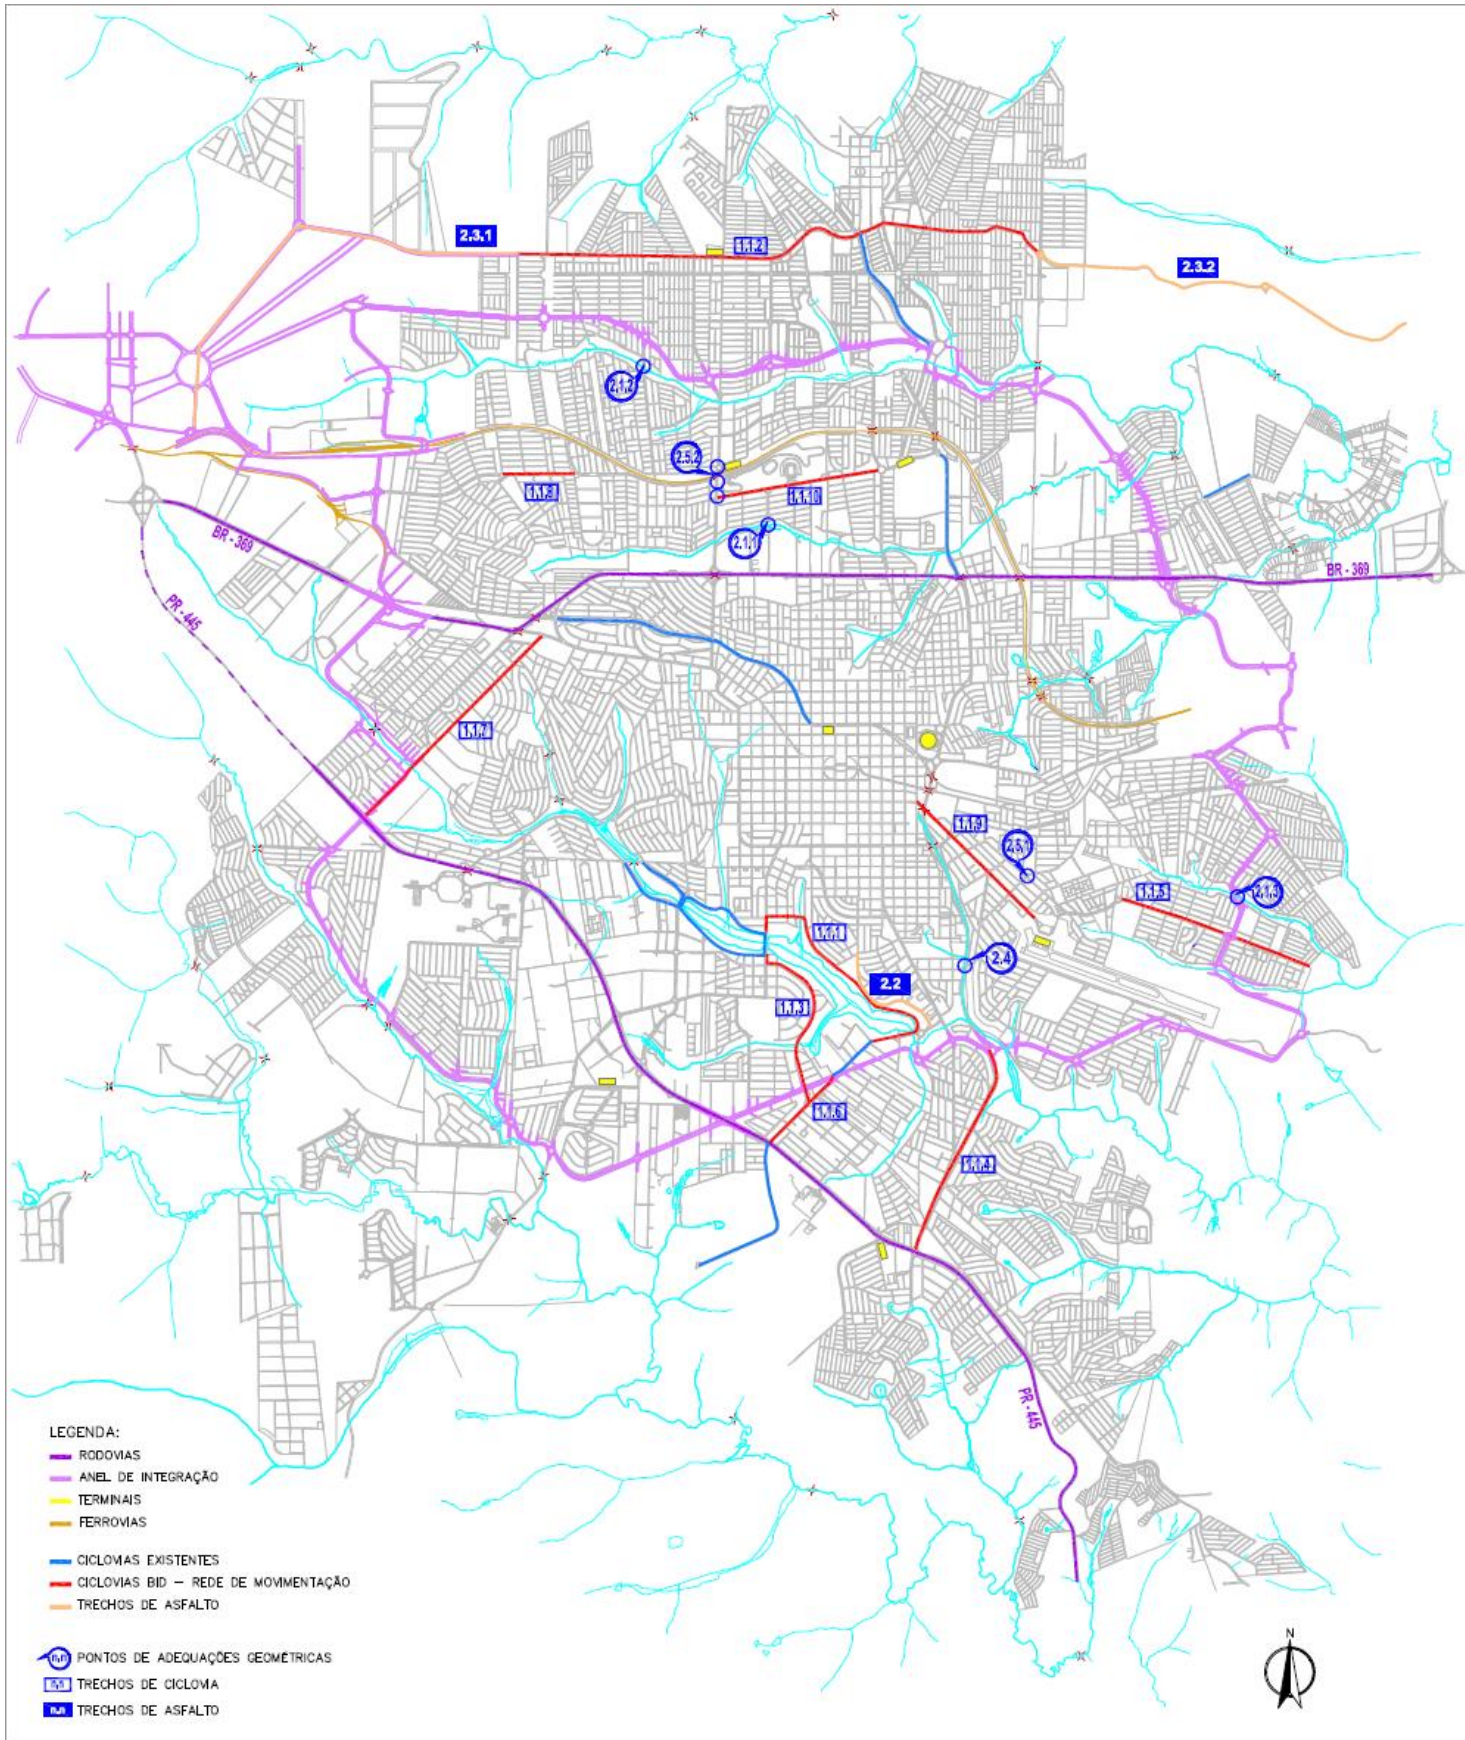 2.3.1
1.1.2
2.3.2
2.1.2
2.5.2
1.1.10
2.1.1
BR - 369
BR - 369
PR - 445
1.1.7
1.1.9
2.5.1
1.1.5
2.1.3
1.1.1
2.4
2.2
1.1.3
1.1.6
1.1.4
PR - 445
LEGENDA:
RODOVIAS
ANEL DE INTEGRAÇÃO
TERMINAIS
FERROVIAS
CICLOVIAS EXISTENTES
CICLOVIAS BID – REDE DE MOVIMENTAÇÃO
TRECHOS DE ASFALTO
n.n PONTOS DE ADEQUAÇÕES GEOMÉTRICAS
n.n TRECHOS DE CICLOVIA
n.n TRECHOS DE ASFALTO
N